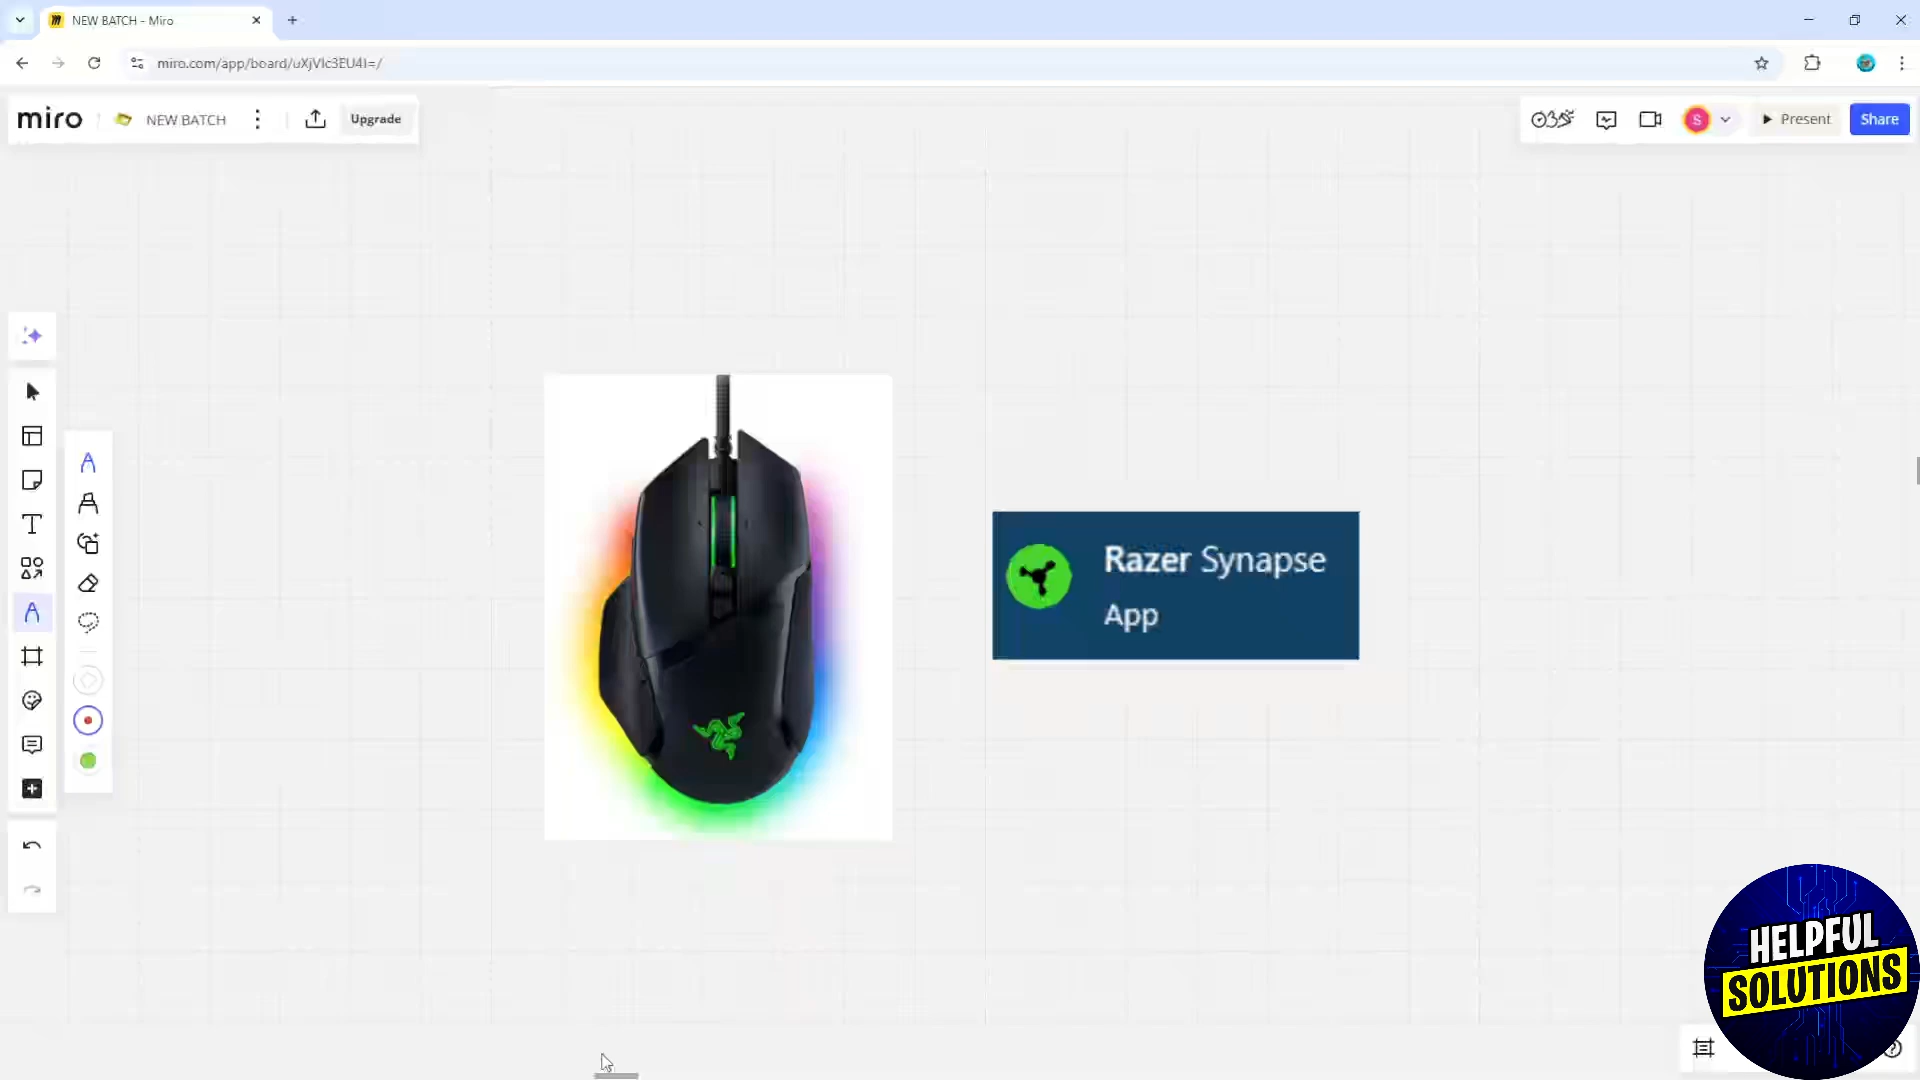 NEW BATCH - Miro
miro.com/app/board/uXjVIc3EU4I=/
miro
NEW BATCH
Upgrade
S
Present
Share
Razer Synapse
App
HELPFUL
SOLUTIONS